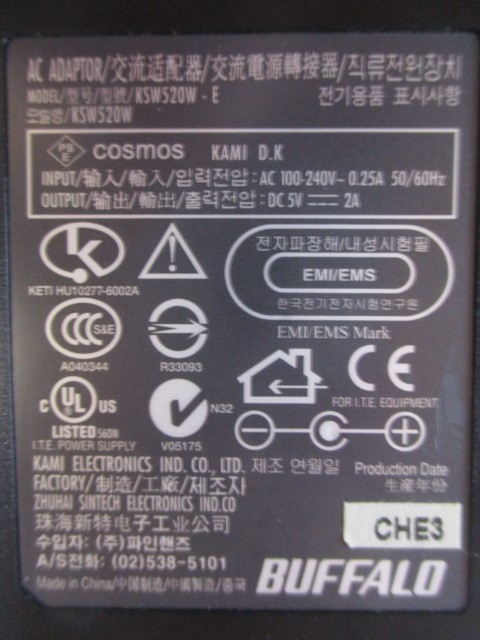 AC ADAPTOR/交流适配器/交流電源轉接器/직류전원장치
MODEL/型号/型號/KSW520W - E 전기용품 표시사항
모델명/KSW520W
PS E COSMOS KAMI D.K
INPUT/输入/輸入/입력전압: AC 100-240V~ 0.25A 50/60Hz
OUTPUT/输出/輸出/출력전압: DC 5V 2A
전자파장해/내성시험필
EMI/EMS
한국전기전자시험연구원
KETI HU10277-6002A
EMI/EMS Mark
CCC S&E
A040344
R33093
CE
FOR I.T.E. EQUIPMENT
C UL US
LISTED 56DN
I.T.E. POWER SUPPLY
N32
V05175
KAMI ELECTRONICS IND. CO., LTD. 제조 연월일 Production Date
FACTORY/制造/工廠/제조자 生産年份
ZHUHAI SINTECH ELECTRONICS IND.CO
珠海新特电子工业公司
CHE3
수입자: (주)파인핸즈
A/S전화: (02)538-5101
Made in China/中国制造/中國製造/중국
BUFFALO